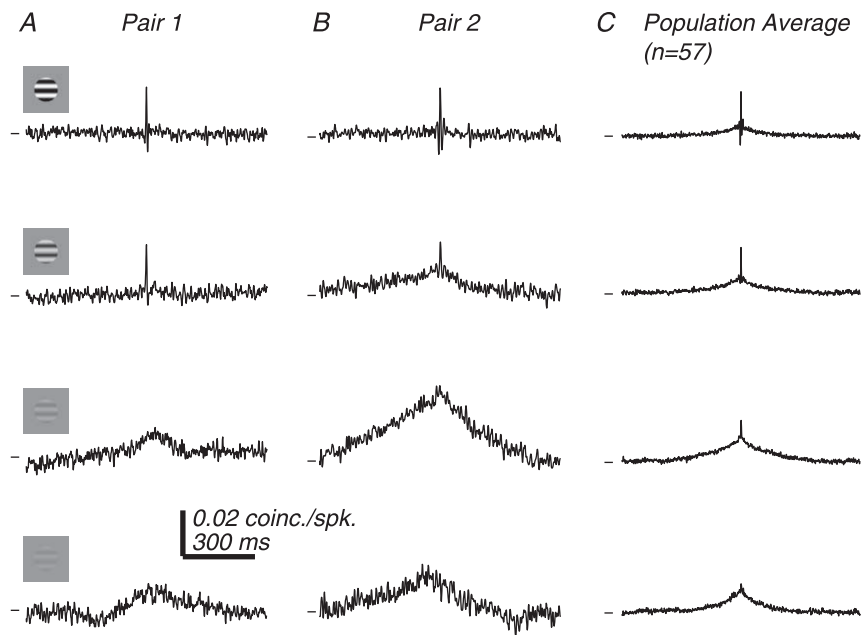 A Pair 1
B Pair 2
C Population Average
(n=57)
0.02 coinc./spk.
300 ms